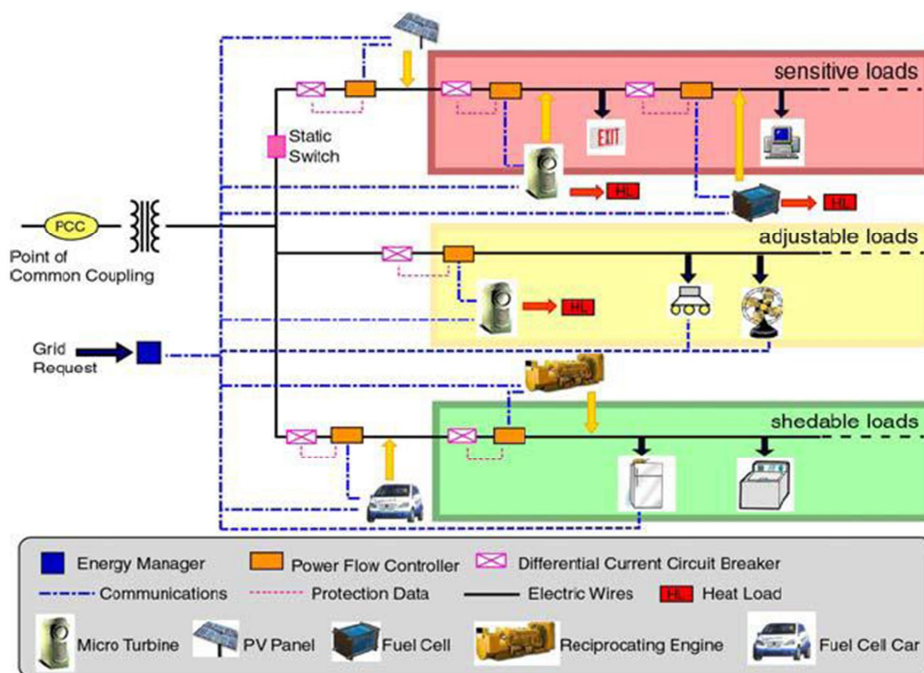 sensitive loads
Static
Switch
EXIT
HL
HL
PCC
adjustable loads
Point of
Common Coupling
HL
Grid
Request
shedable loads
Energy Manager
Power Flow Controller
Differential Current Circuit Breaker
Communications
Protection Data
Electric Wires
HL
Heat Load
Micro Turbine
PV Panel
Fuel Cell
Reciprocating Engine
Fuel Cell Car